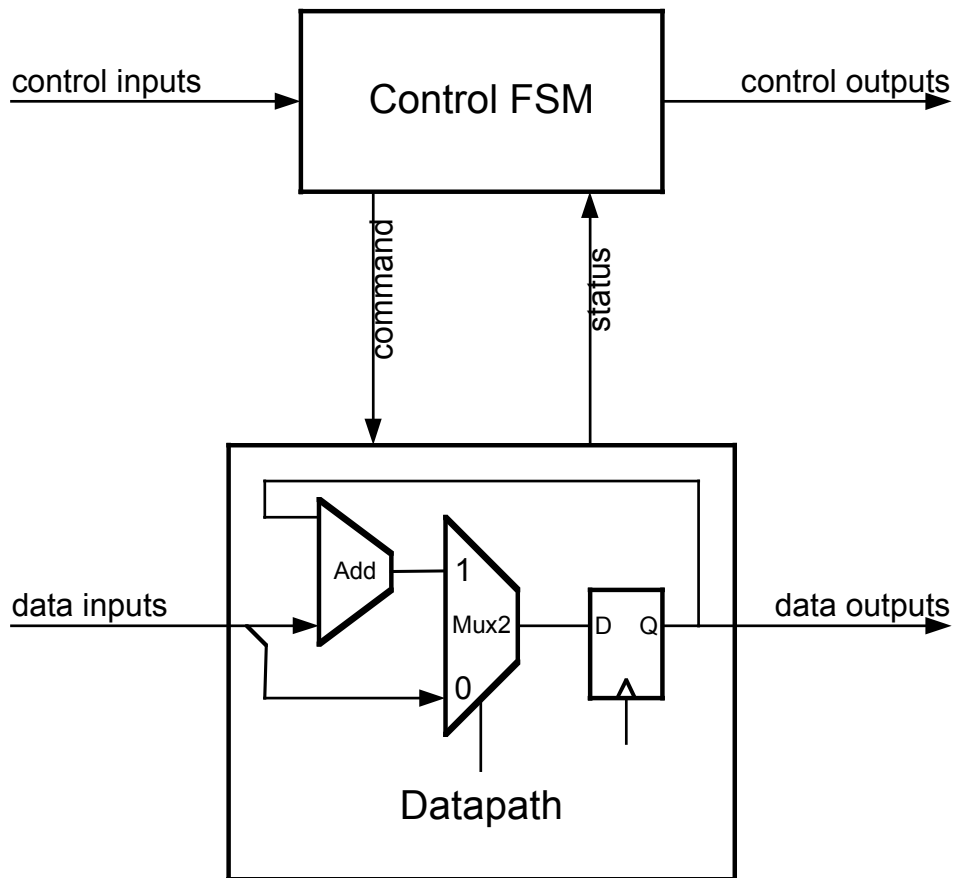 control inputs
Control FSM
control outputs
command
status
Add
1
data inputs
Mux2
D
Q
data outputs
0
Datapath